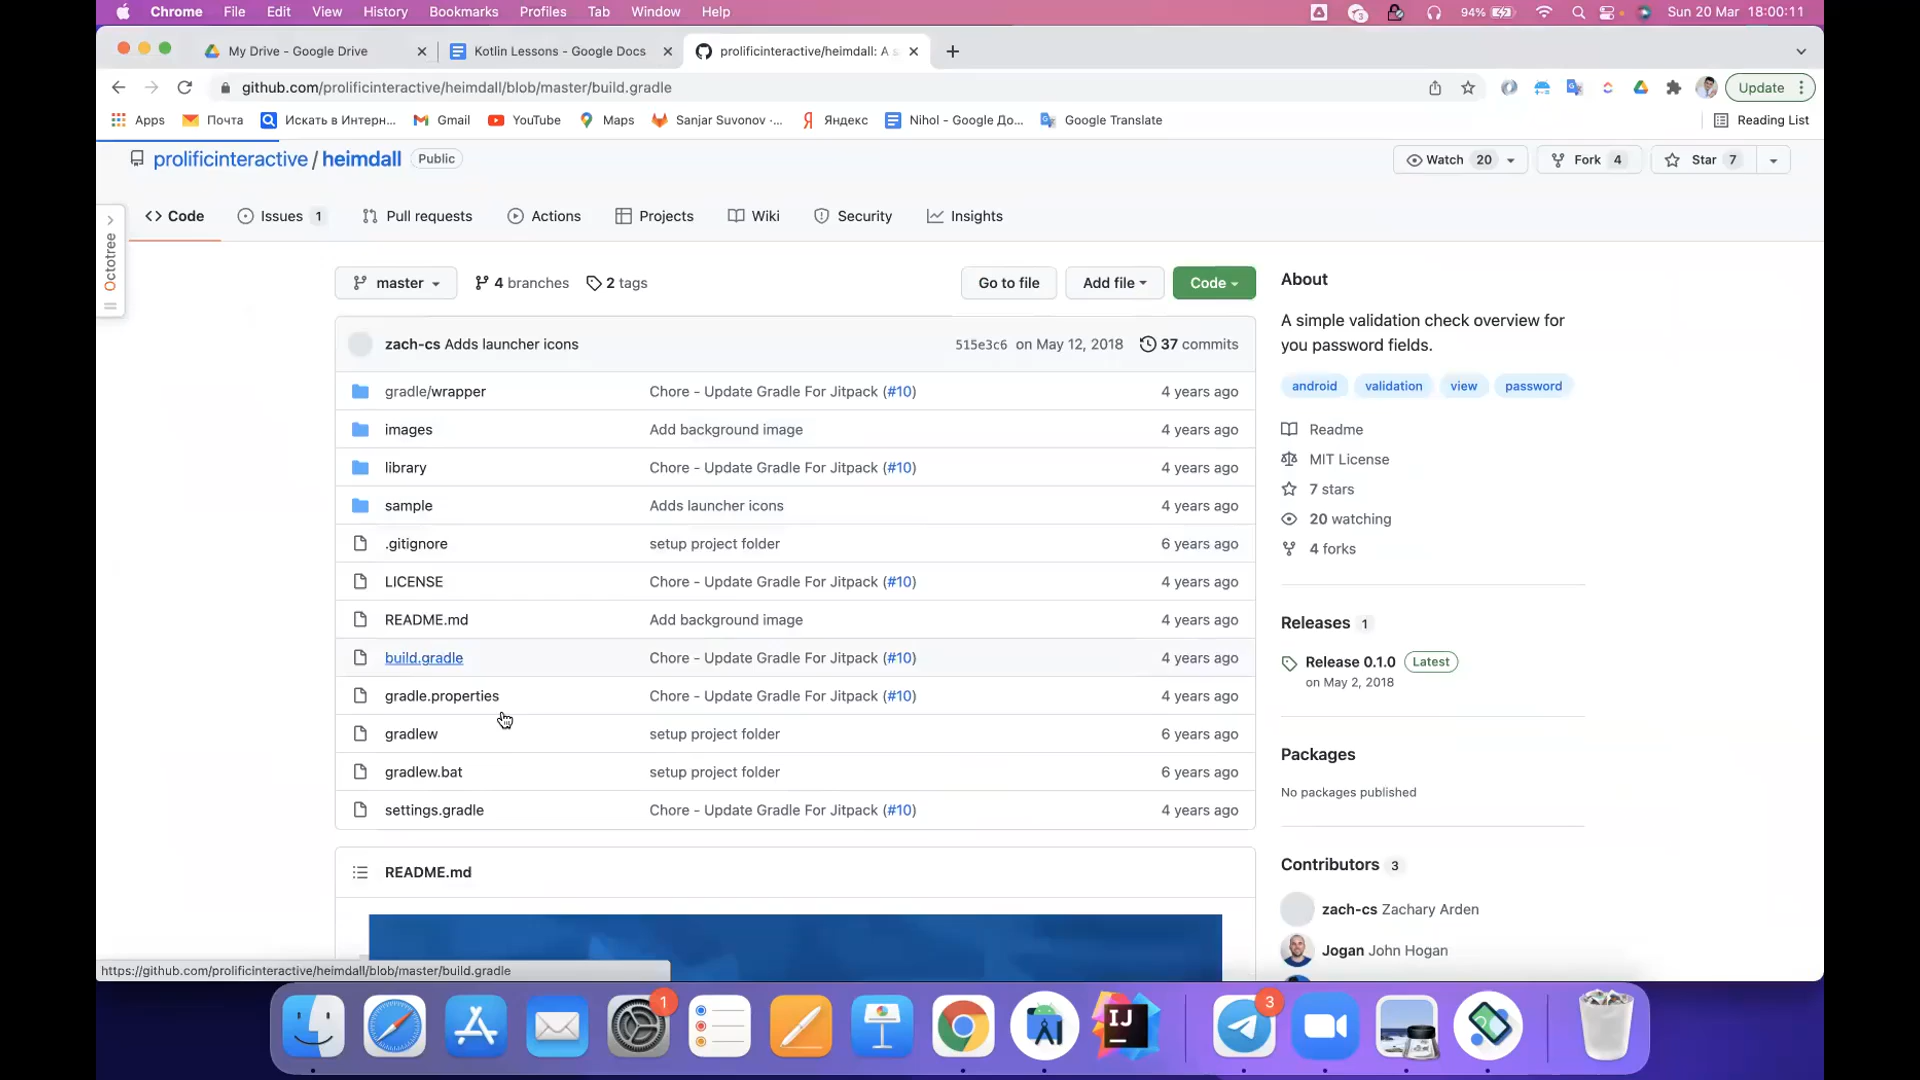 Chrome File Edit View History Bookmarks Profiles Tab Window Help 3 94% Sun 20 Mar 18:00:11
My Drive - Google Drive Kotlin Lessons - Google Docs prolificinteractive/heimdall: A s
github.com/prolificinteractive/heimdall/blob/master/build.gradle Update
Apps Почта Искать в Интерн... Gmail YouTube Maps Sanjar Suvonov -... Яндекс Nihol - Google До... Google Translate Reading List
prolificinteractive / heimdall Public Watch 20 Fork 4 Star 7
Code Issues 1 Pull requests Actions Projects Wiki Security Insights
Octotree
master 4 branches 2 tags Go to file Add file Code
zach-cs Adds launcher icons 515e3c6 on May 12, 2018 37 commits
gradle/wrapper Chore - Update Gradle For Jitpack (#10) 4 years ago
images Add background image 4 years ago
library Chore - Update Gradle For Jitpack (#10) 4 years ago
sample Adds launcher icons 4 years ago
.gitignore setup project folder 6 years ago
LICENSE Chore - Update Gradle For Jitpack (#10) 4 years ago
README.md Add background image 4 years ago
build.gradle Chore - Update Gradle For Jitpack (#10) 4 years ago
gradle.properties Chore - Update Gradle For Jitpack (#10) 4 years ago
gradlew setup project folder 6 years ago
gradlew.bat setup project folder 6 years ago
settings.gradle Chore - Update Gradle For Jitpack (#10) 4 years ago
README.md
About
A simple validation check overview for
you password fields.
android validation view password
Readme
MIT License
7 stars
20 watching
4 forks
Releases 1
Release 0.1.0 Latest
on May 2, 2018
Packages
No packages published
Contributors 3
zach-cs Zachary Arden
Jogan John Hogan
https://github.com/prolificinteractive/heimdall/blob/master/build.gradle
1 IJ 3